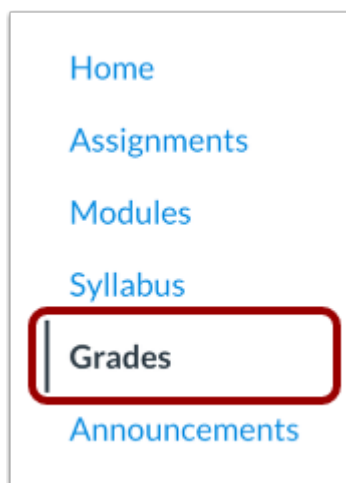 Home
Assignments
Modules
Syllabus
Grades
Announcements